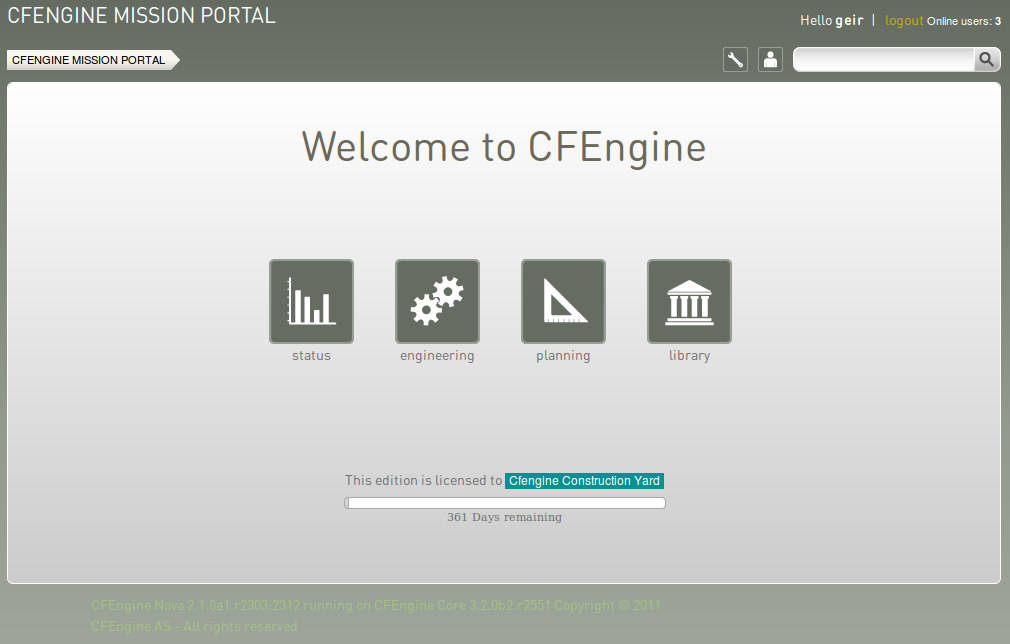 CFENGINE MISSION PORTAL
Hello geir | logout Online users: 3
CFENGINE MISSION PORTAL
Welcome to CFEngine
status engineering planning library
This edition is licensed to Cfengine Construction Yard
361 Days remaining
CFEngine Nova 2.1.0a1.r2303:2312 running on CFEngine Core 3.2.0b2.r2551 Copyright © 2011
CFEngine AS - All rights reserved